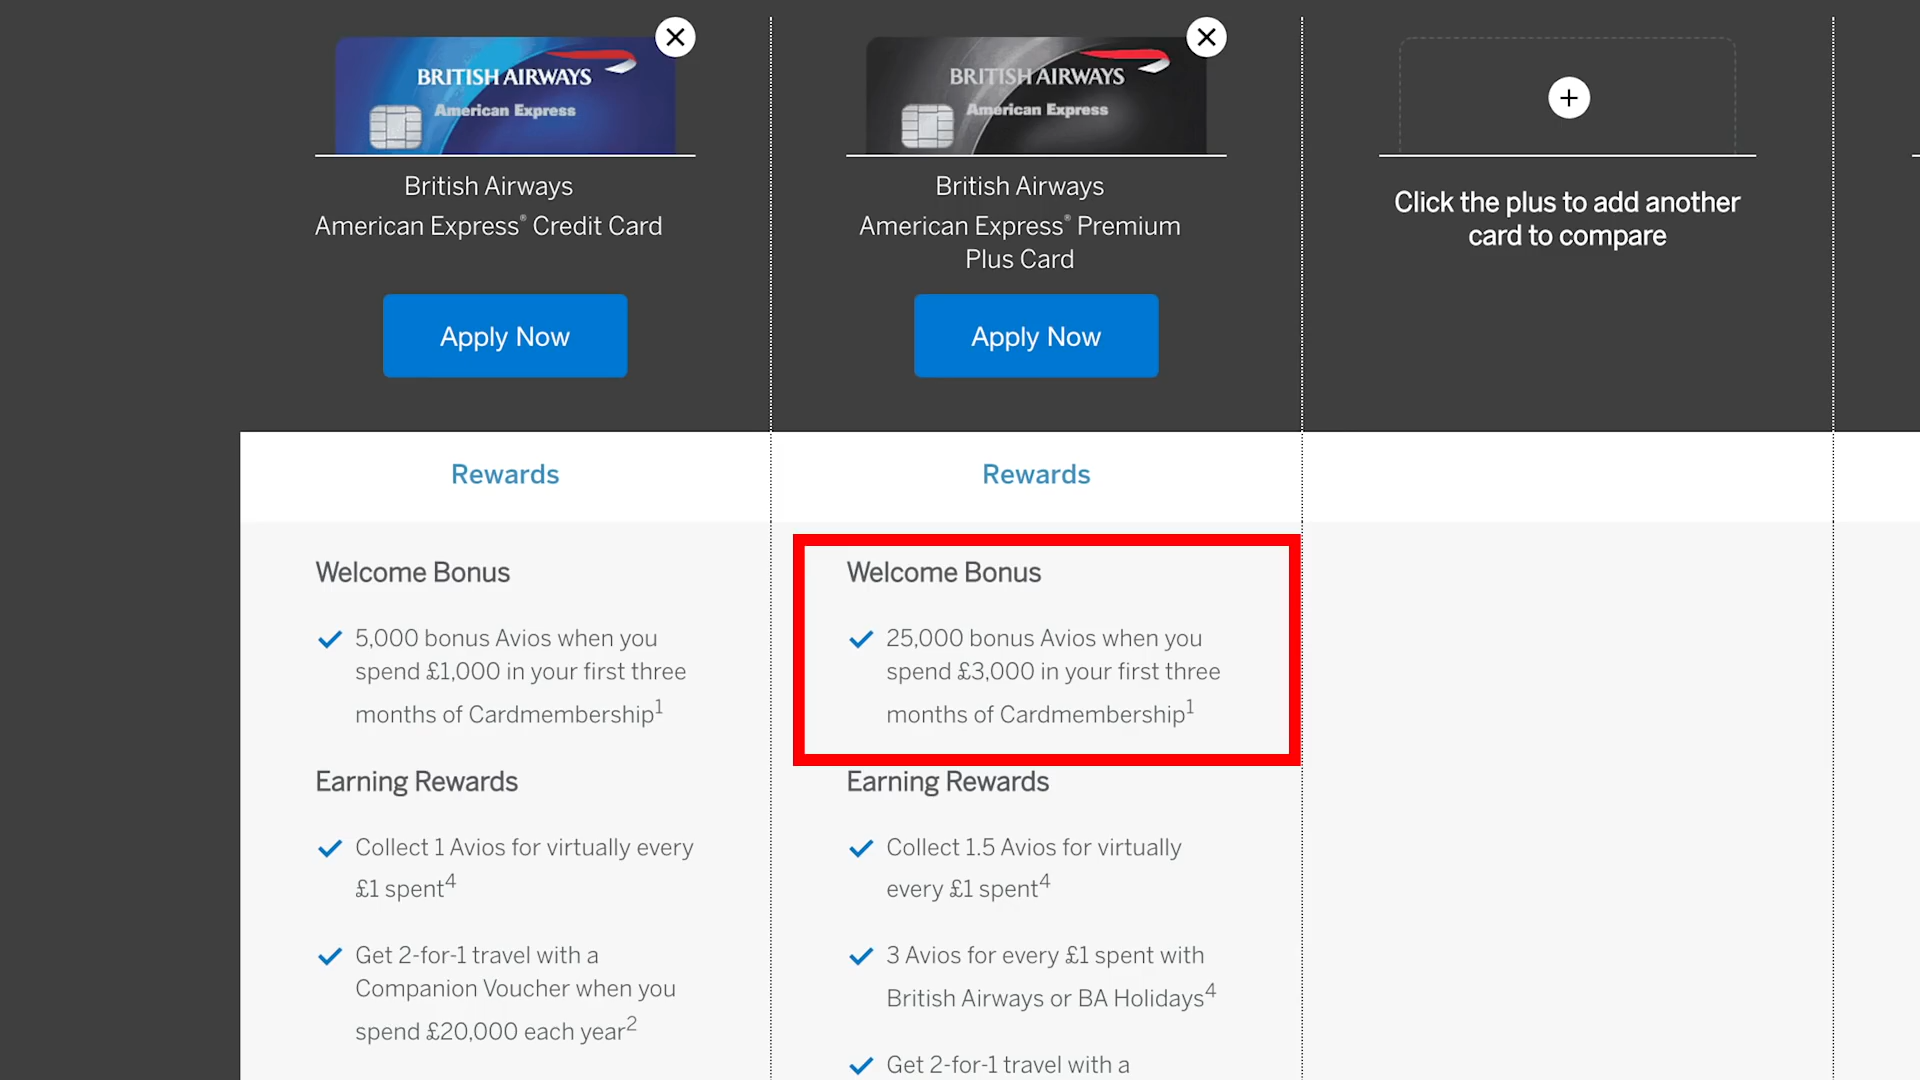 BRITISH AIRWAYS
American Express
British Airways
American Express® Credit Card
Apply Now
Rewards
Welcome Bonus
5,000 bonus Avios when you
spend £1,000 in your first three
months of Cardmembership1
Earning Rewards
Collect 1 Avios for virtually every
£1 spent4
Get 2-for-1 travel with a
Companion Voucher when you
spend £20,000 each year2
BRITISH AIRWAYS
American Express
British Airways
American Express® Premium
Plus Card
Apply Now
Rewards
Welcome Bonus
25,000 bonus Avios when you
spend £3,000 in your first three
months of Cardmembership1
Earning Rewards
Collect 1.5 Avios for virtually
every £1 spent4
3 Avios for every £1 spent with
British Airways or BA Holidays4
Get 2-for-1 travel with a
Click the plus to add another
card to compare